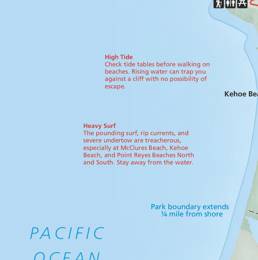 High Tide
Check tide tables before walking on
beaches. Rising water can trap you
against a cliff with no possibility of
escape.
Kehoe Bea
Heavy Surf
The pounding surf, rip currents, and
severe undertow are treacherous,
especially at McClures Beach, Kehoe
Beach, and Point Reyes Beaches North
and South. Stay away from the water.
Park boundary extends
¼ mile from shore
PACIFIC
OCEAN